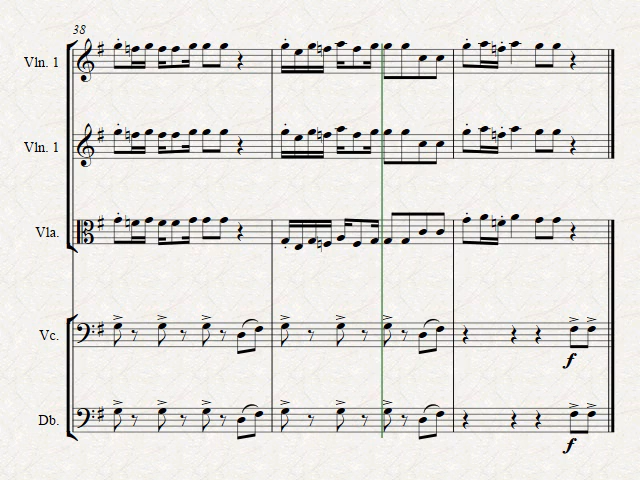 38
Vln. 1
Vln. 1
Vla.
Vc.
f
Db.
f